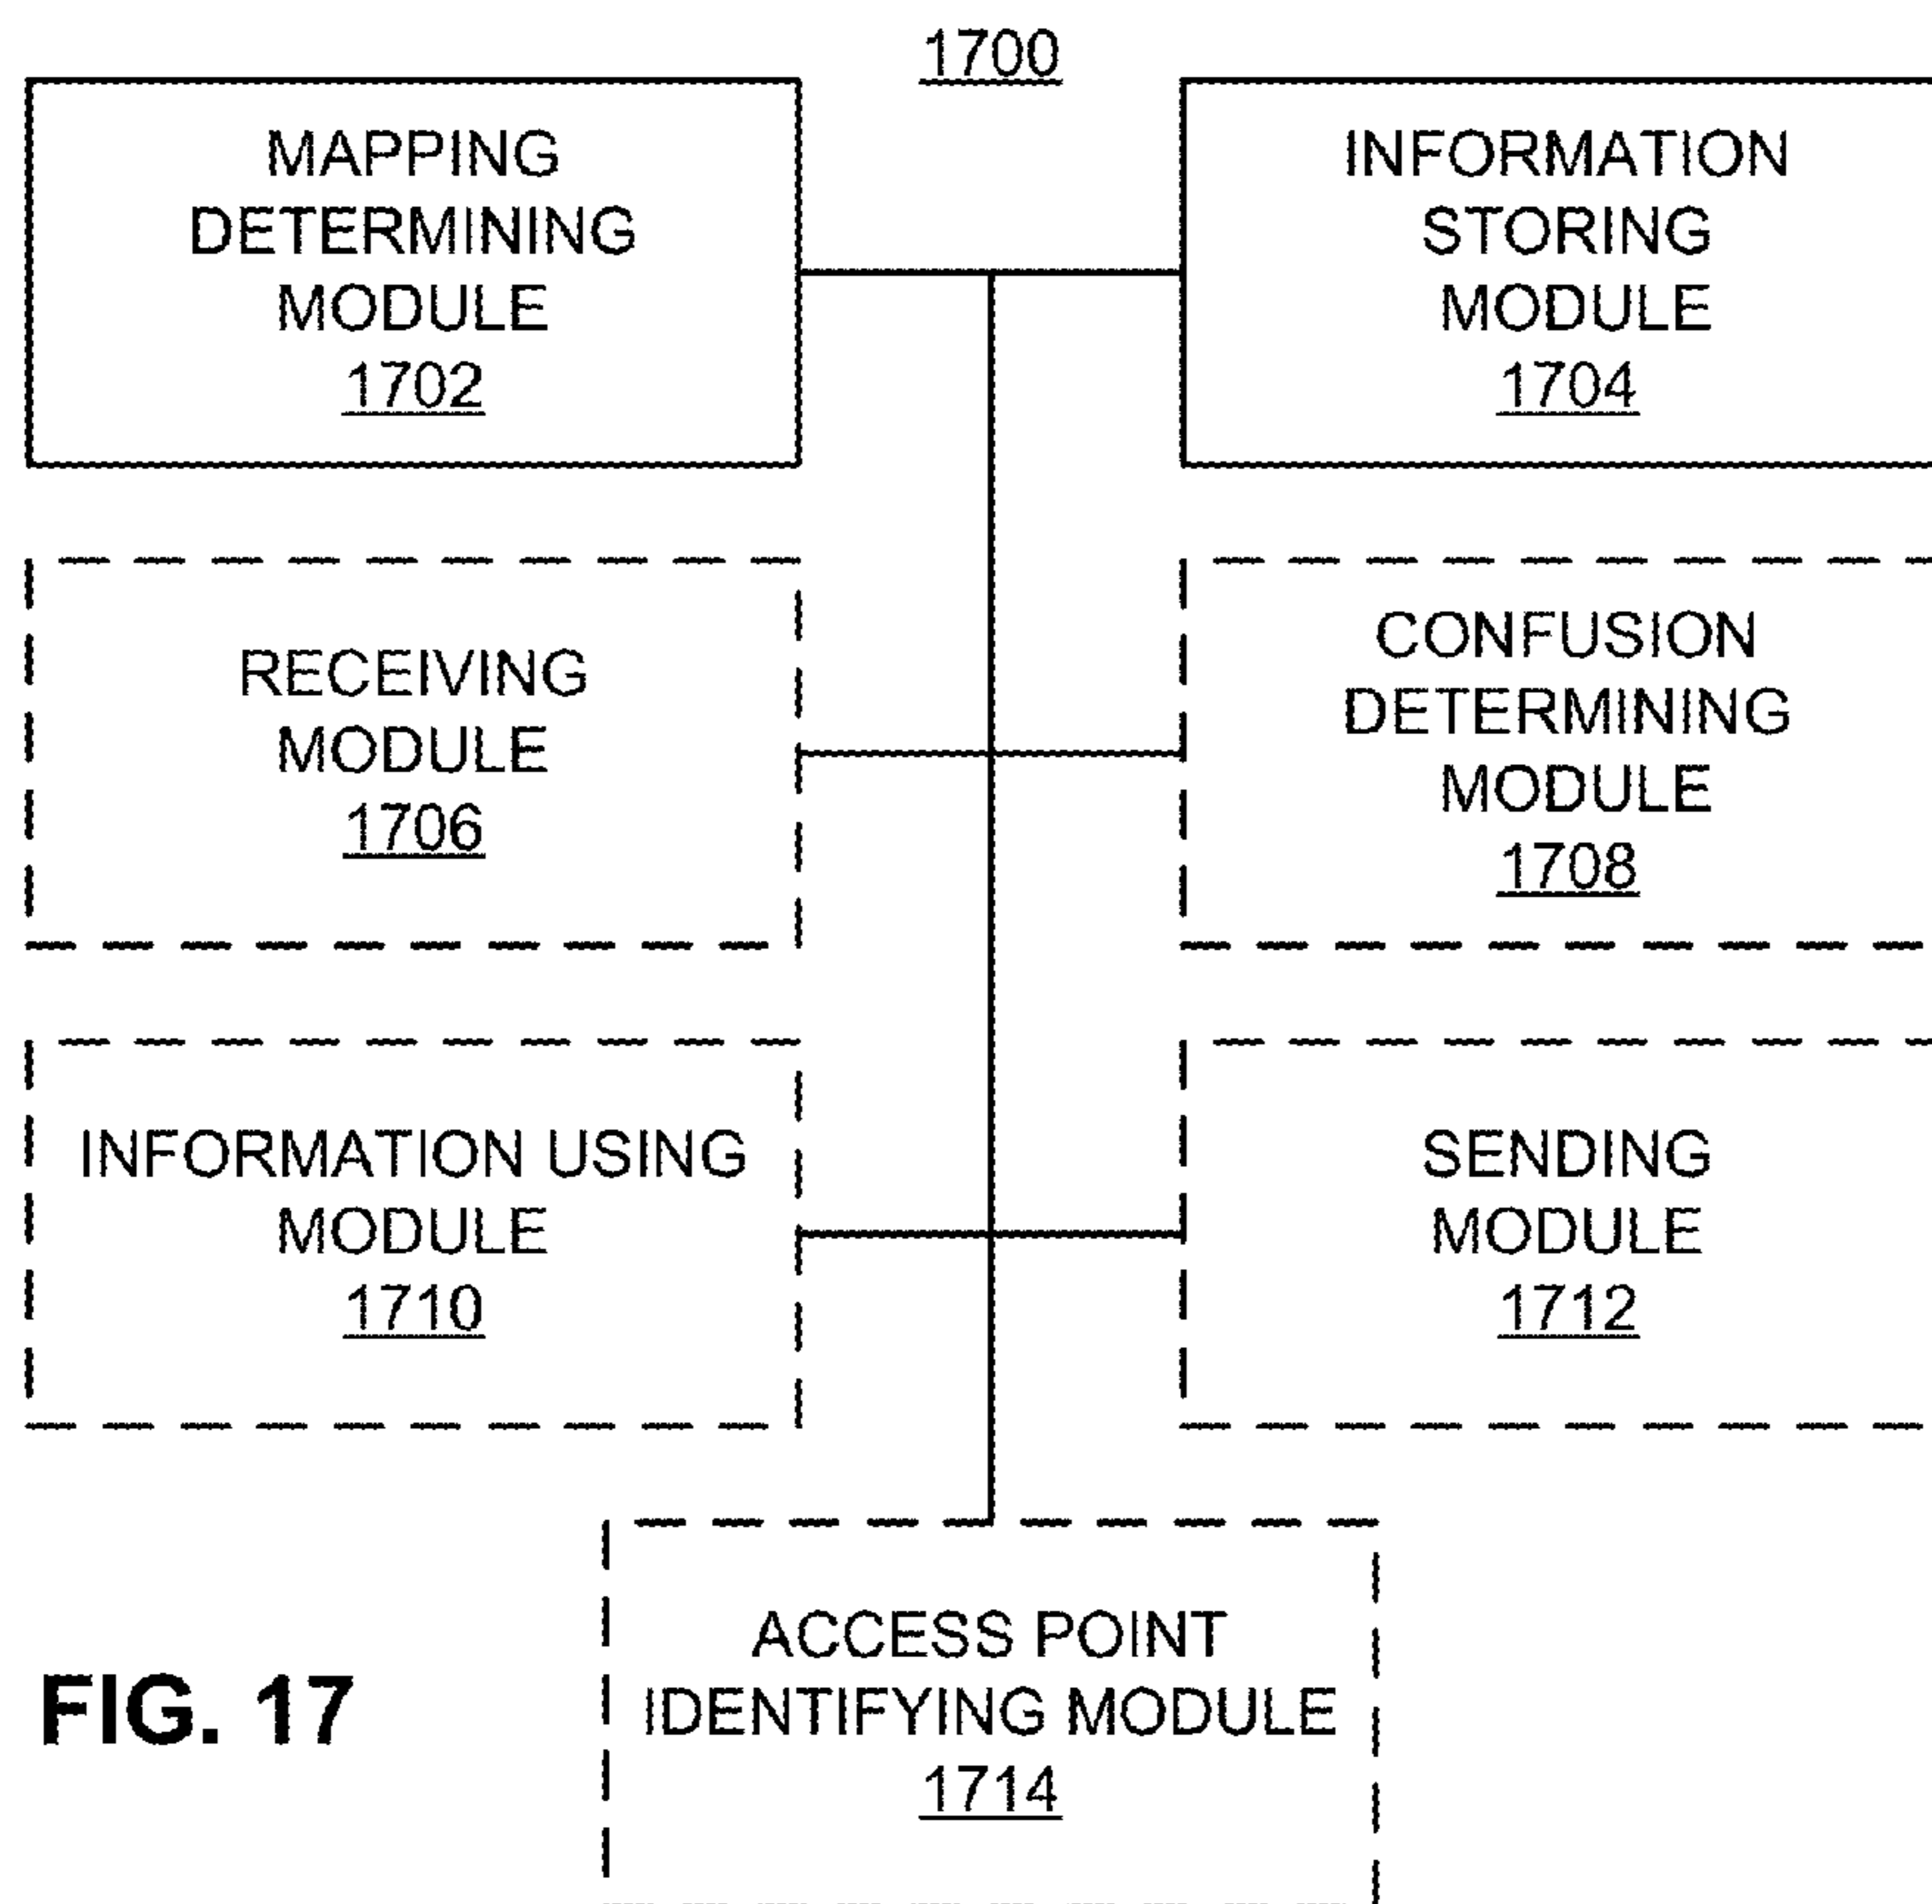 1700
MAPPING
DETERMINING
MODULE
1702
INFORMATION
STORING
MODULE
1704
RECEIVING
MODULE
1706
CONFUSION
DETERMINING
MODULE
1708
INFORMATION USING
MODULE
1710
SENDING
MODULE
1712
ACCESS POINT
IDENTIFYING MODULE
1714
FIG. 17